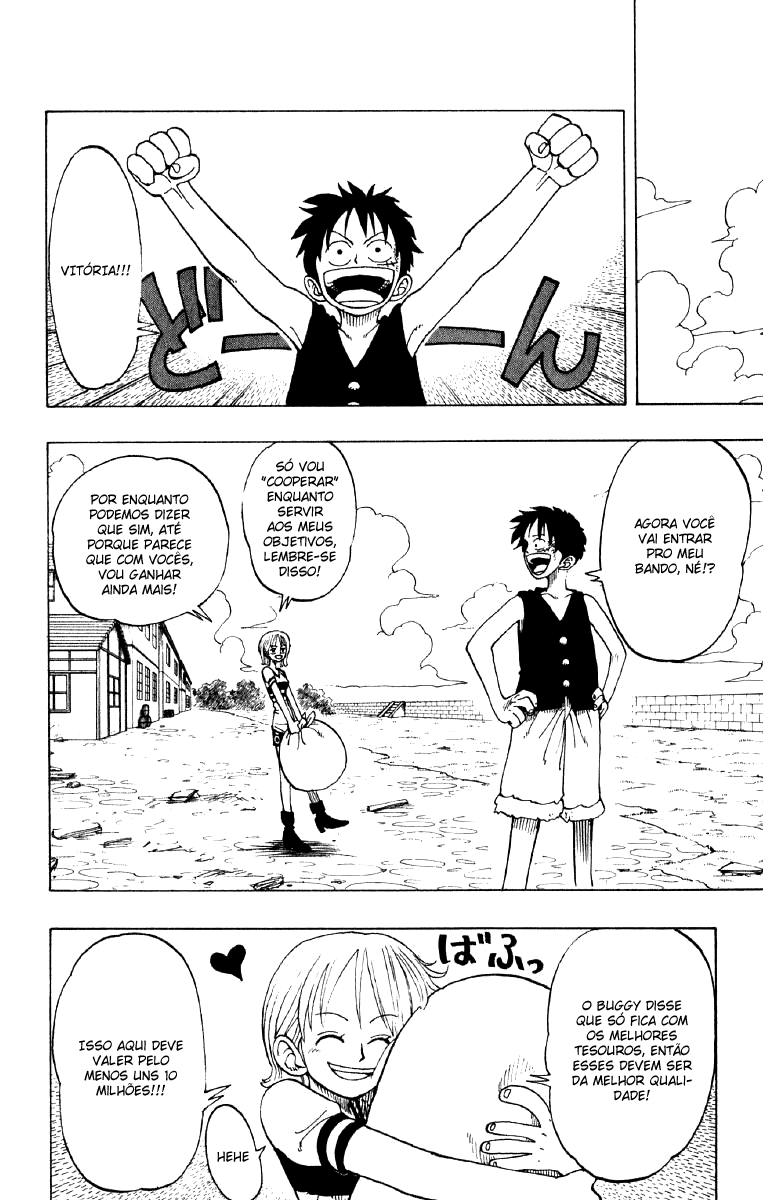 VITÓRIA!!!
どーーん
AGORA VOCÊ
VAI ENTRAR
PRO MEU
BANDO, NÉ!?
SÓ VOU
"COOPERAR"
ENQUANTO
SERVIR
AOS MEUS
OBJETIVOS,
LEMBRE-SE
DISSO!
POR ENQUANTO
PODEMOS DIZER
QUE SIM, ATÉ
PORQUE PARECE
QUE COM VOCÊS,
VOU GANHAR
AINDA MAIS!
O BUGGY DISSE
QUE SÓ FICA COM
OS MELHORES
TESOUROS, ENTÃO
ESSES DEVEM SER
DA MELHOR QUALI-
DADE!
ばふっ
ISSO AQUI DEVE
VALER PELO
MENOS UNS 10
MILHÕES!!!
HEHE